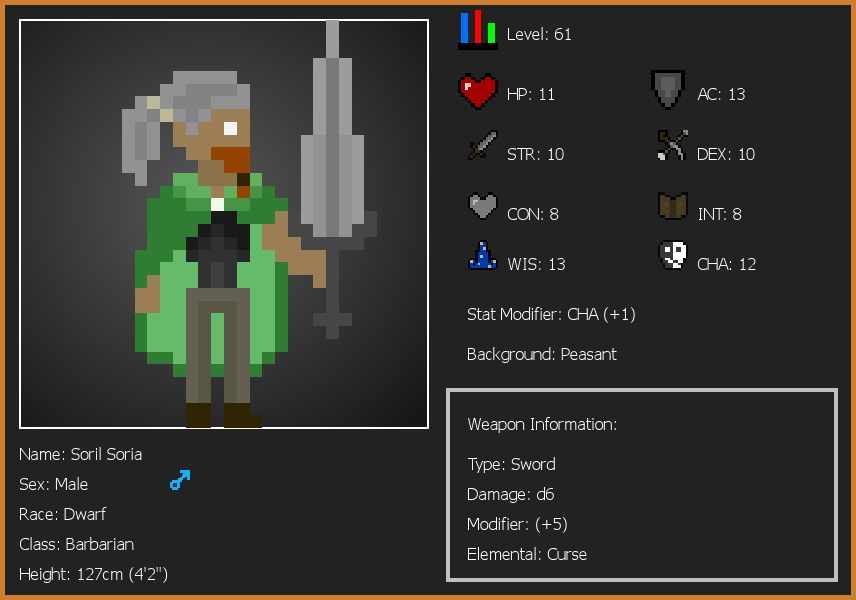 Level: 61
HP: 11
AC: 13
STR: 10
DEX: 10
CON: 8
INT: 8
WIS: 13
CHA: 12
Stat Modifier: CHA (+1)
Background: Peasant
Weapon Information:
Type: Sword
Damage: d6
Modifier: (+5)
Elemental: Curse
Name: Soril Soria
Sex: Male
Race: Dwarf
Class: Barbarian
Height: 127cm (4'2")